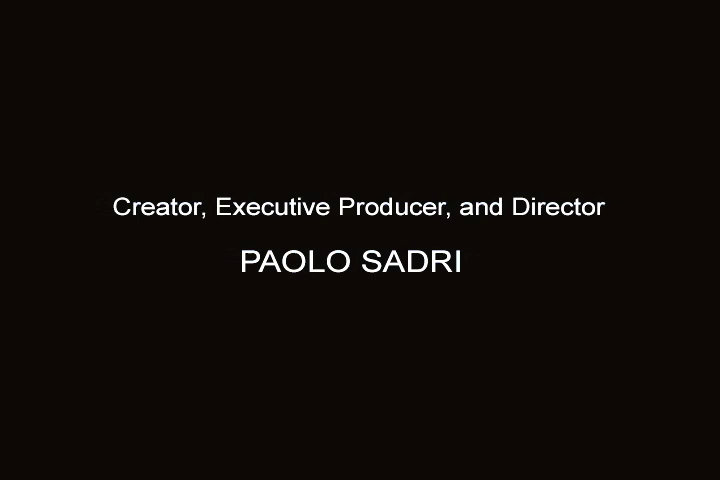 Creator, Executive Producer, and Director
PAOLO SADRI